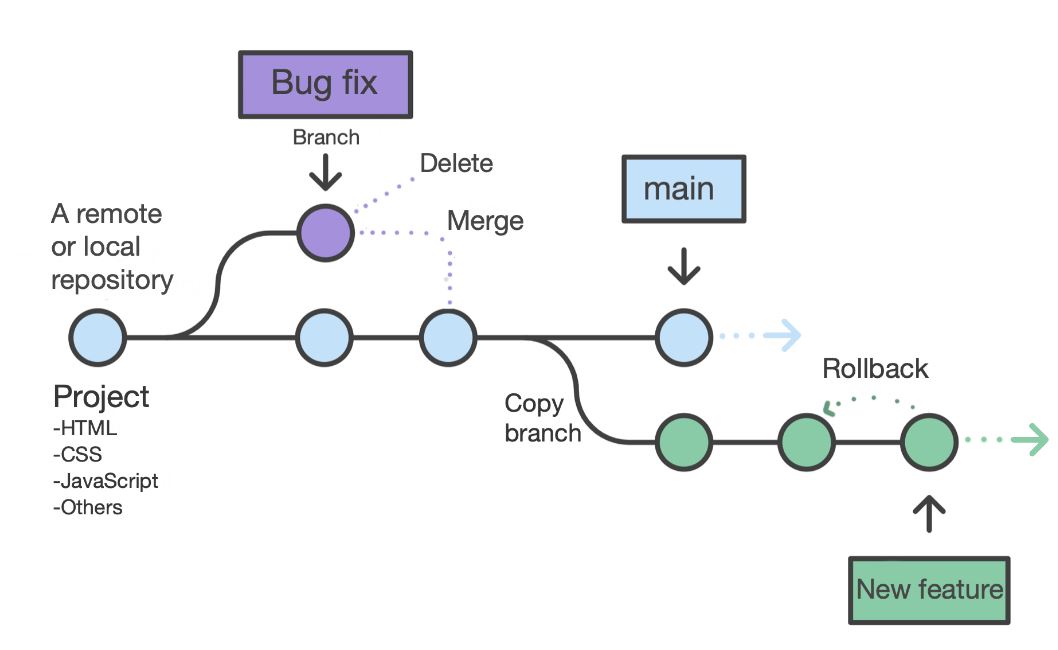 Bug fix
Branch
Delete
Merge
main
A remote
or local
repository
Project
-HTML
-CSS
-JavaScript
-Others
Copy
branch
Rollback
New feature